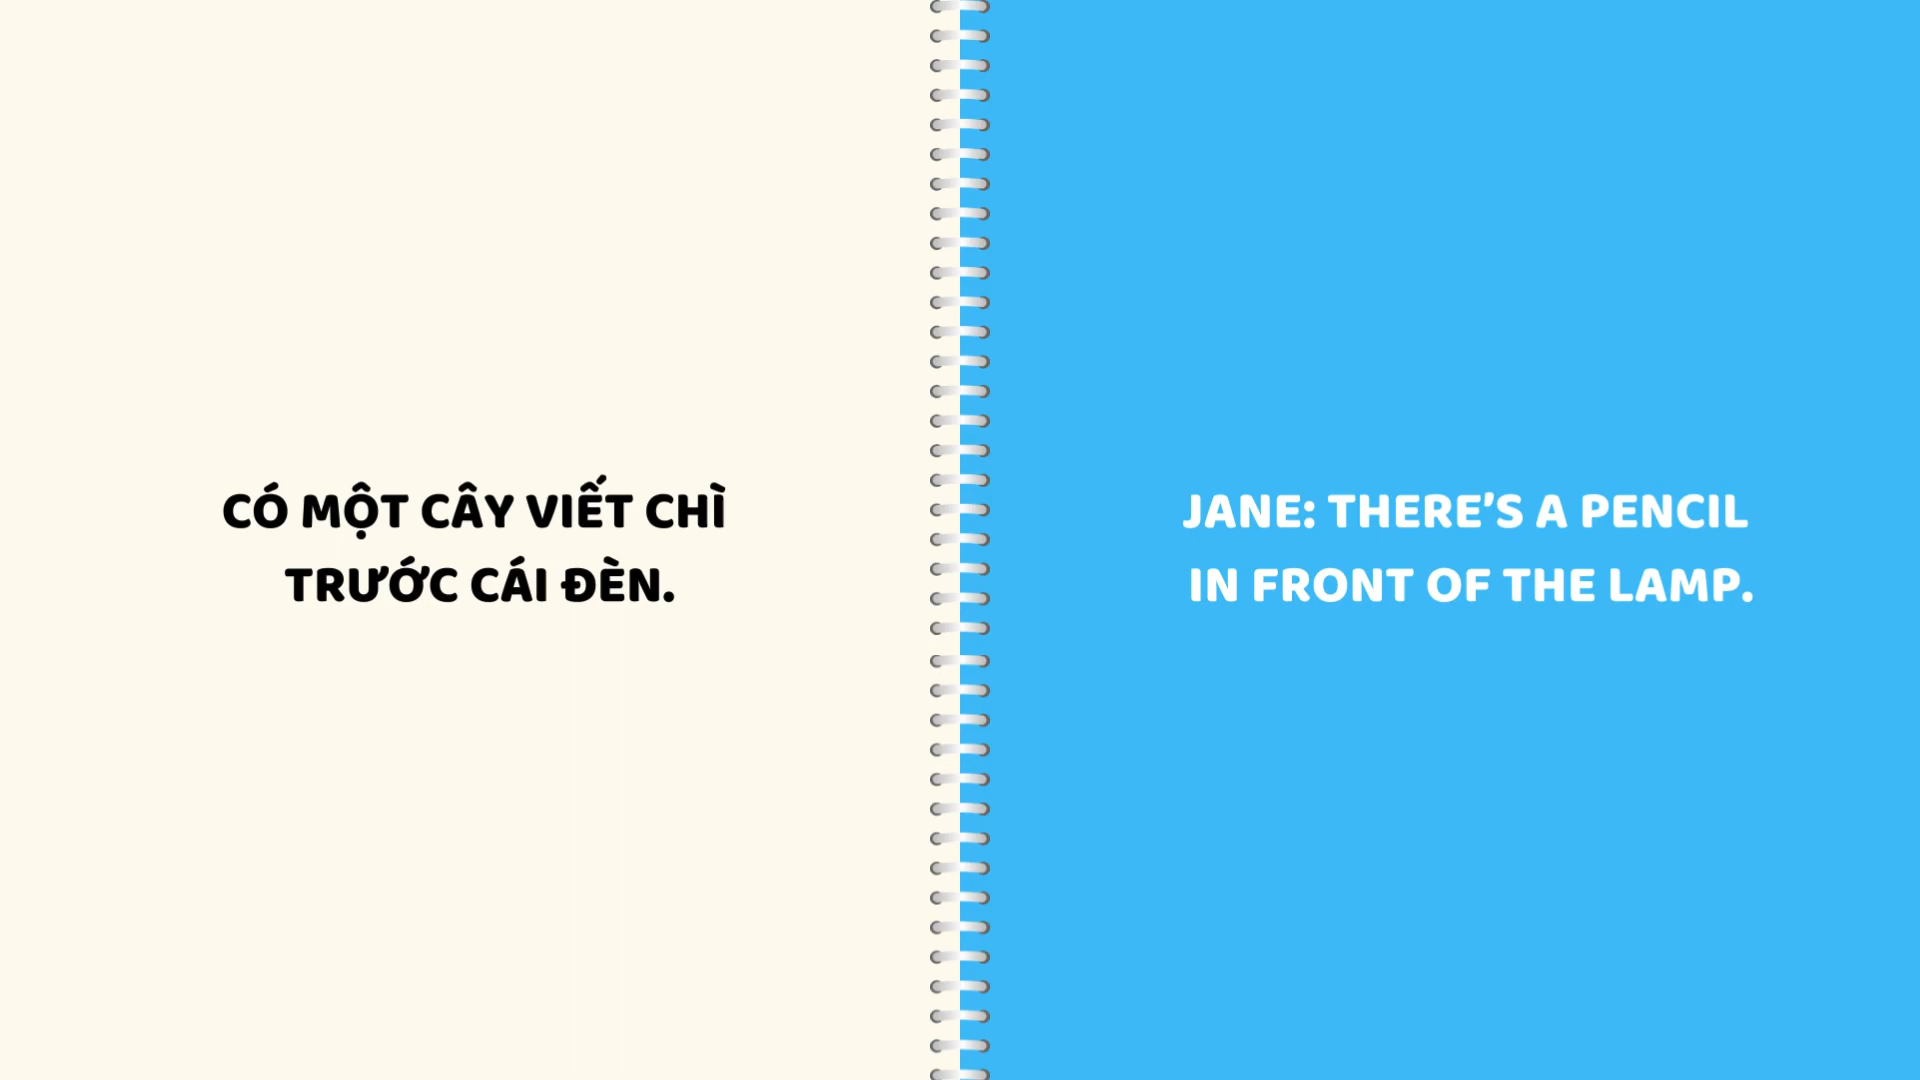 CÓ MỘT CÂY VIẾT CHÌ
TRƯỚC CÁI ĐÈN.
JANE: THERE'S A PENCIL
IN FRONT OF THE LAMP.